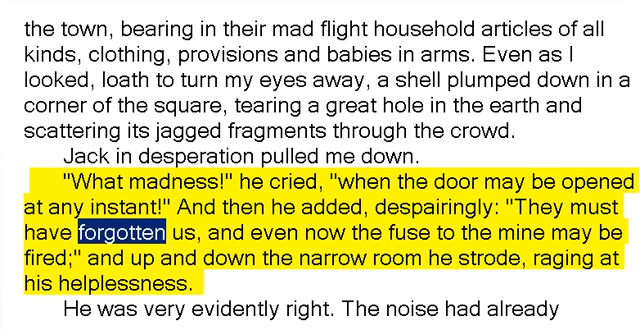 the town, bearing in their mad flight household articles of all
kinds, clothing, provisions and babies in arms. Even as I
looked, loath to turn my eyes away, a shell plumped down in a
corner of the square, tearing a great hole in the earth and
scattering its jagged fragments through the crowd.
Jack in desperation pulled me down.
"What madness!" he cried, "when the door may be opened
at any instant!" And then he added, despairingly: "They must
have forgotten us, and even now the fuse to the mine may be
fired;" and up and down the narrow room he strode, raging at
his helplessness.
He was very evidently right. The noise had already